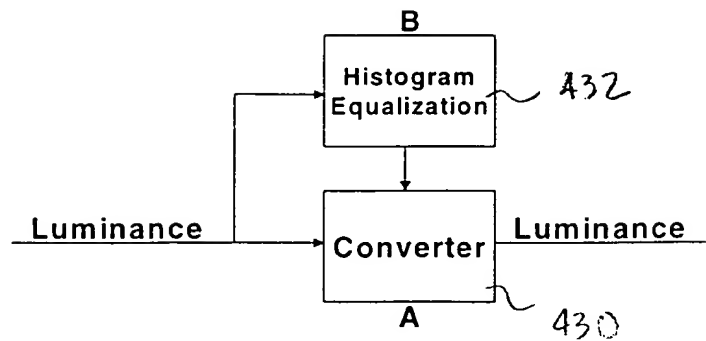 B
Histogram
Equalization
432
Luminance
Converter
Luminance
A
430